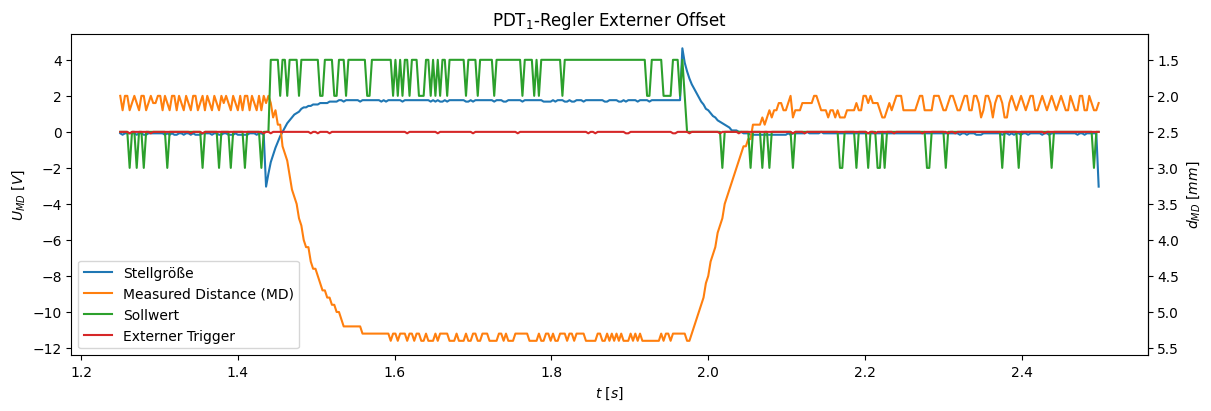 PDT1-Regler Externer Offset
4
2
0
−2
−4
−6
−8
−10
−12
UMD [V]
1.5
2.0
2.5
3.0
3.5
4.0
4.5
5.0
5.5
dMD [mm]
Stellgröße
Measured Distance (MD)
Sollwert
Externer Trigger
1.2 1.4 1.6 1.8 2.0 2.2 2.4
t [s]